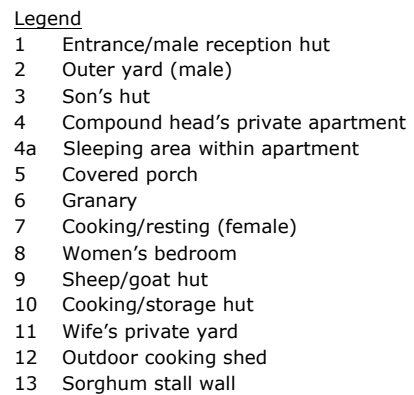 Legend
1 Entrance/male reception hut
2 Outer yard (male)
3 Son's hut
4 Compound head's private apartment
4a Sleeping area within apartment
5 Covered porch
6 Granary
7 Cooking/resting (female)
8 Women's bedroom
9 Sheep/goat hut
10 Cooking/storage hut
11 Wife's private yard
12 Outdoor cooking shed
13 Sorghum stall wall